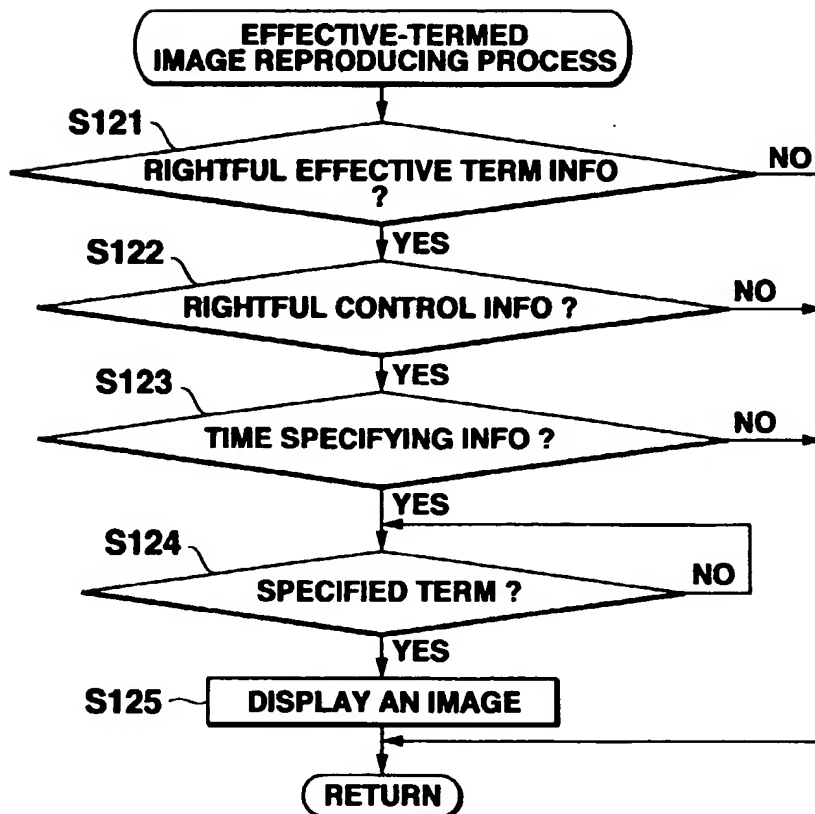 EFFECTIVE-TERMED
IMAGE REPRODUCING PROCESS
S121
RIGHTFUL EFFECTIVE TERM INFO
?
NO
YES
S122
RIGHTFUL CONTROL INFO ?
NO
YES
S123
TIME SPECIFYING INFO ?
NO
YES
S124
SPECIFIED TERM ?
NO
YES
S125
DISPLAY AN IMAGE
RETURN